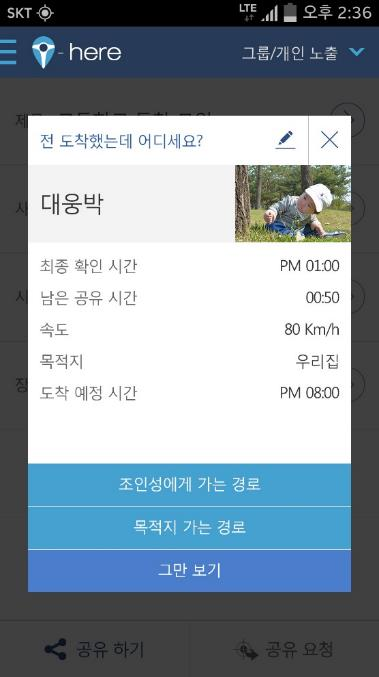 SKT LTE 오후 2:36
- here 그룹/개인 노출
전 도착했는데 어디세요?
대웅박
최종 확인 시간 PM 01:00
남은 공유 시간 00:50
속도 80 Km/h
목적지 우리집
도착 예정 시간 PM 08:00
조인성에게 가는 경로
목적지 가는 경로
그만 보기
공유 하기 공유 요청